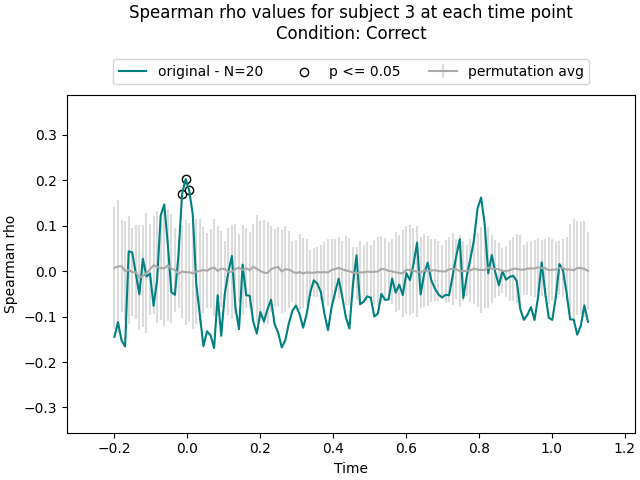 Spearman rho values for subject 3 at each time point
Condition: Correct
original - N=20
p <= 0.05
permutation avg
Spearman rho
0.3
0.2
0.1
0.0
−0.1
−0.2
−0.3
−0.2 0.0 0.2 0.4 0.6 0.8 1.0 1.2
Time